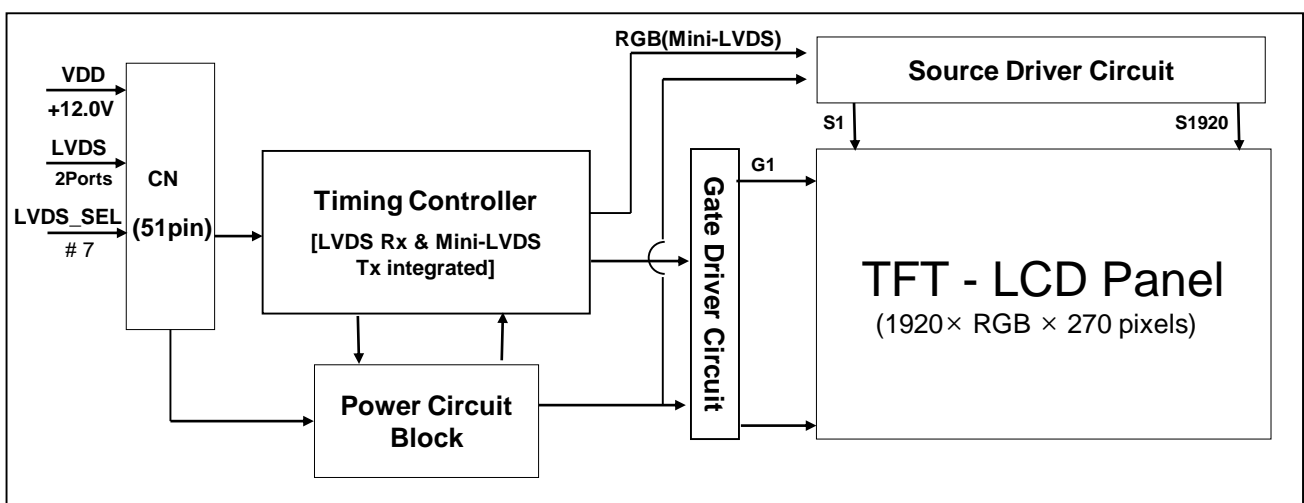 VDD
+12.0V
LVDS
2Ports
LVDS_SEL
# 7
CN
(51pin)
Timing Controller
[LVDS Rx & Mini-LVDS
Tx integrated]
Power Circuit
Block
RGB(Mini-LVDS)
Source Driver Circuit
S1
S1920
Gate Driver Circuit
G1
TFT - LCD Panel
(1920× RGB × 270 pixels)